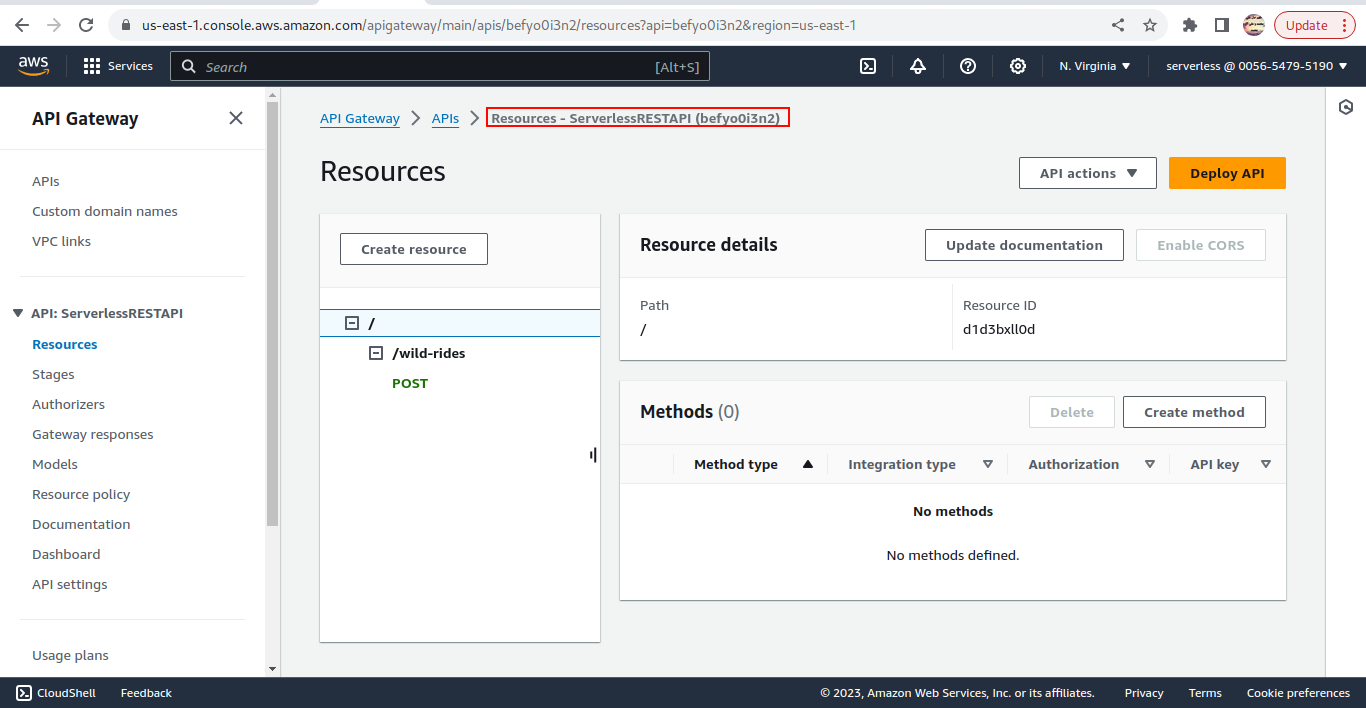 us-east-1.console.aws.amazon.com/apigateway/main/apis/befyo0i3n2/resources?api=befyo0i3n2&region=us-east-1
Update
aws
Services
Search
[Alt+S]
N. Virginia
serverless @ 0056-5479-5190
API Gateway
APIs
Custom domain names
VPC links
API: ServerlessRESTAPI
Resources
Stages
Authorizers
Gateway responses
Models
Resource policy
Documentation
Dashboard
API settings
Usage plans
API Gateway
APIs
Resources - ServerlessRESTAPI (befyo0i3n2)
Resources
API actions
Deploy API
Create resource
/
/wild-rides
POST
Resource details
Update documentation
Enable CORS
Path
/
Resource ID
d1d3bxll0d
Methods (0)
Delete
Create method
Method type
Integration type
Authorization
API key
No methods
No methods defined.
CloudShell
Feedback
© 2023, Amazon Web Services, Inc. or its affiliates.
Privacy
Terms
Cookie preferences